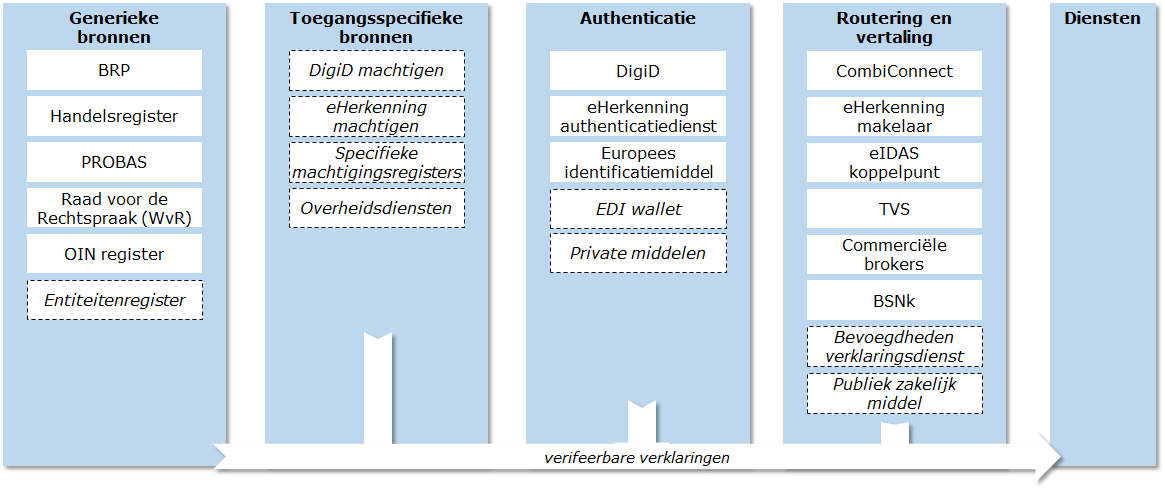 Generieke
bronnen
BRP
Handelsregister
PROBAS
Raad voor de
Rechtspraak (WvR)
OIN register
Entiteitenregister
Toegangsspecifieke
bronnen
DigiD machtigen
eHerkenning
machtigen
Specifieke
machtigingsregisters
Overheidsdiensten
Authenticatie
DigiD
eHerkenning
authenticatiedienst
Europees
identificatiemiddel
EDI wallet
Private middelen
Routering en
vertaling
CombiConnect
eHerkenning
makelaar
eIDAS
koppelpunt
TVS
Commerciële
brokers
BSNk
Bevoegdheden
verklaringsdienst
Publiek zakelijk
middel
Diensten
verifeerbare verklaringen